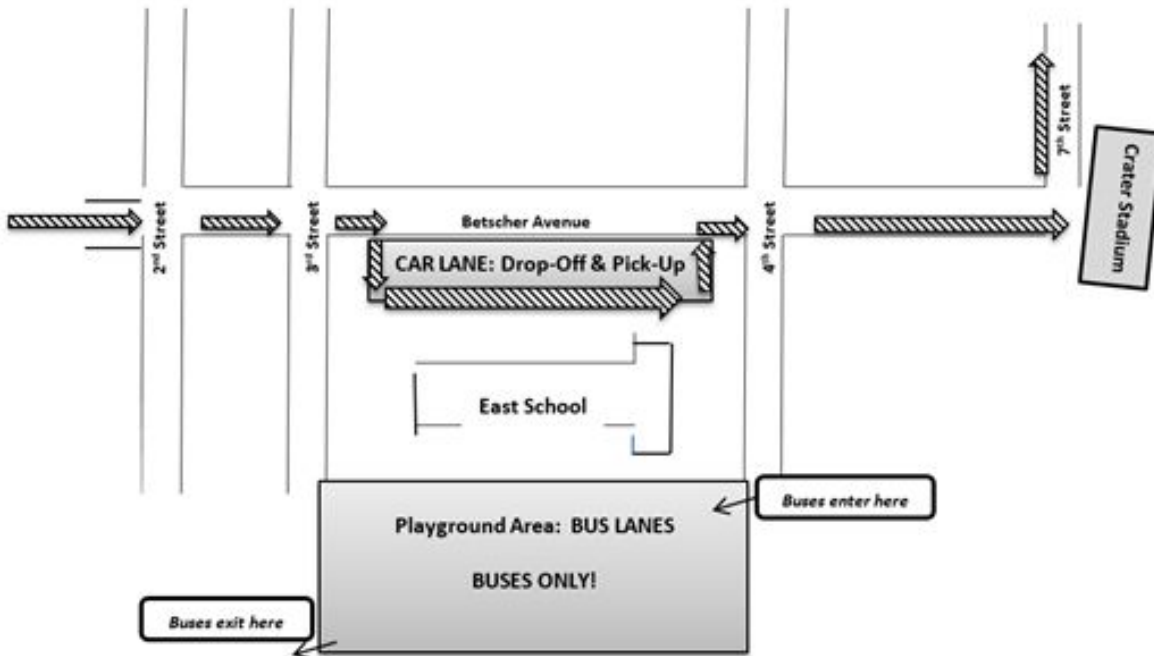 7th Street
Crater Stadium
2nd Street
3rd Street
Betscher Avenue
4th Street
CAR LANE: Drop-Off & Pick-Up
East School
Buses enter here
Playground Area: BUS LANES
BUSES ONLY!
Buses exit here